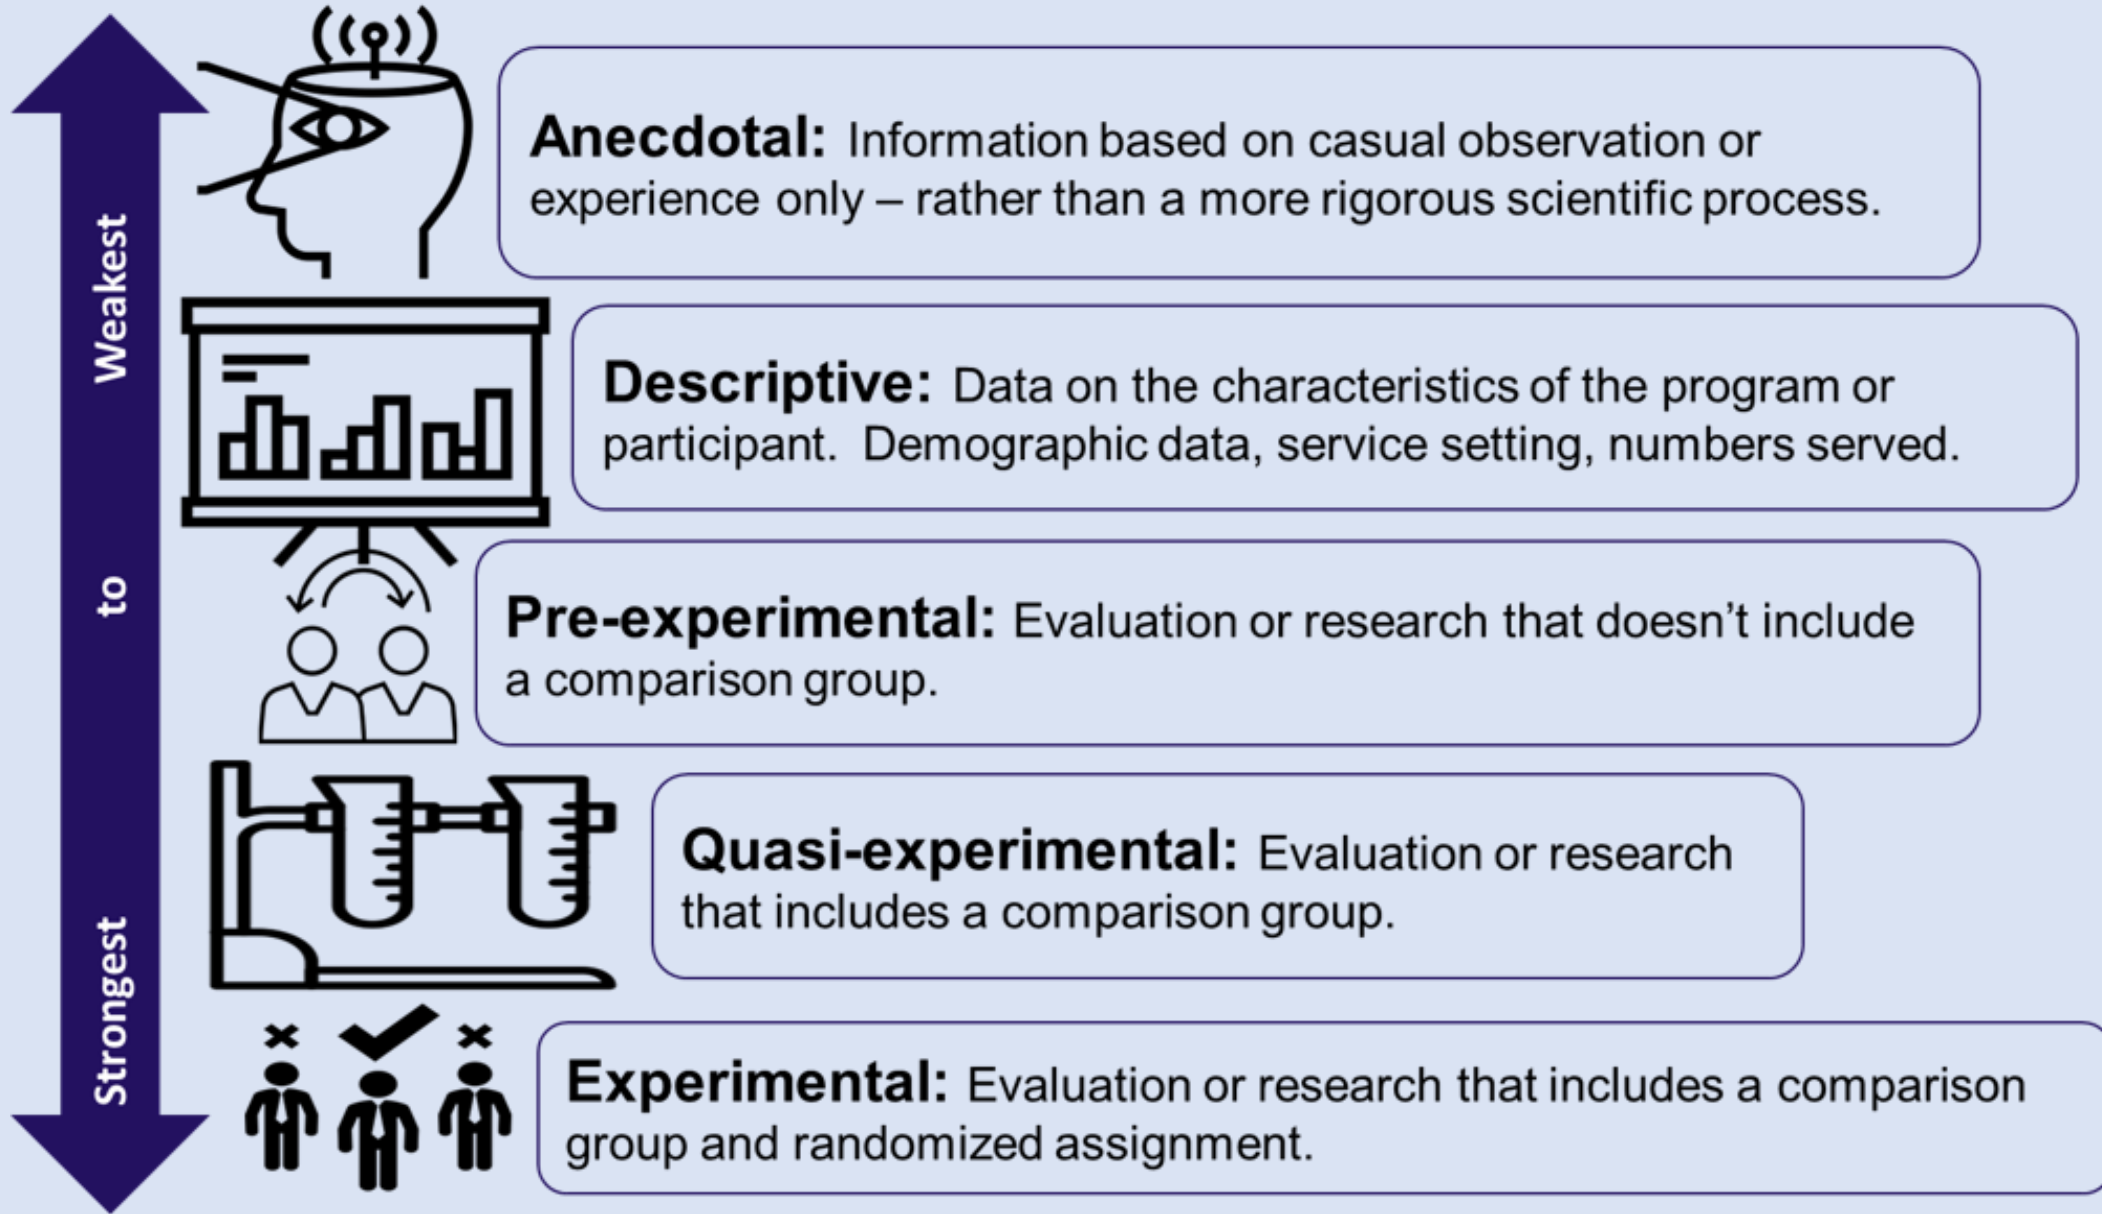 Weakest
to
Strongest
Anecdotal: Information based on casual observation or
experience only – rather than a more rigorous scientific process.
Descriptive: Data on the characteristics of the program or
participant. Demographic data, service setting, numbers served.
Pre-experimental: Evaluation or research that doesn’t include
a comparison group.
Quasi-experimental: Evaluation or research
that includes a comparison group.
Experimental: Evaluation or research that includes a comparison
group and randomized assignment.